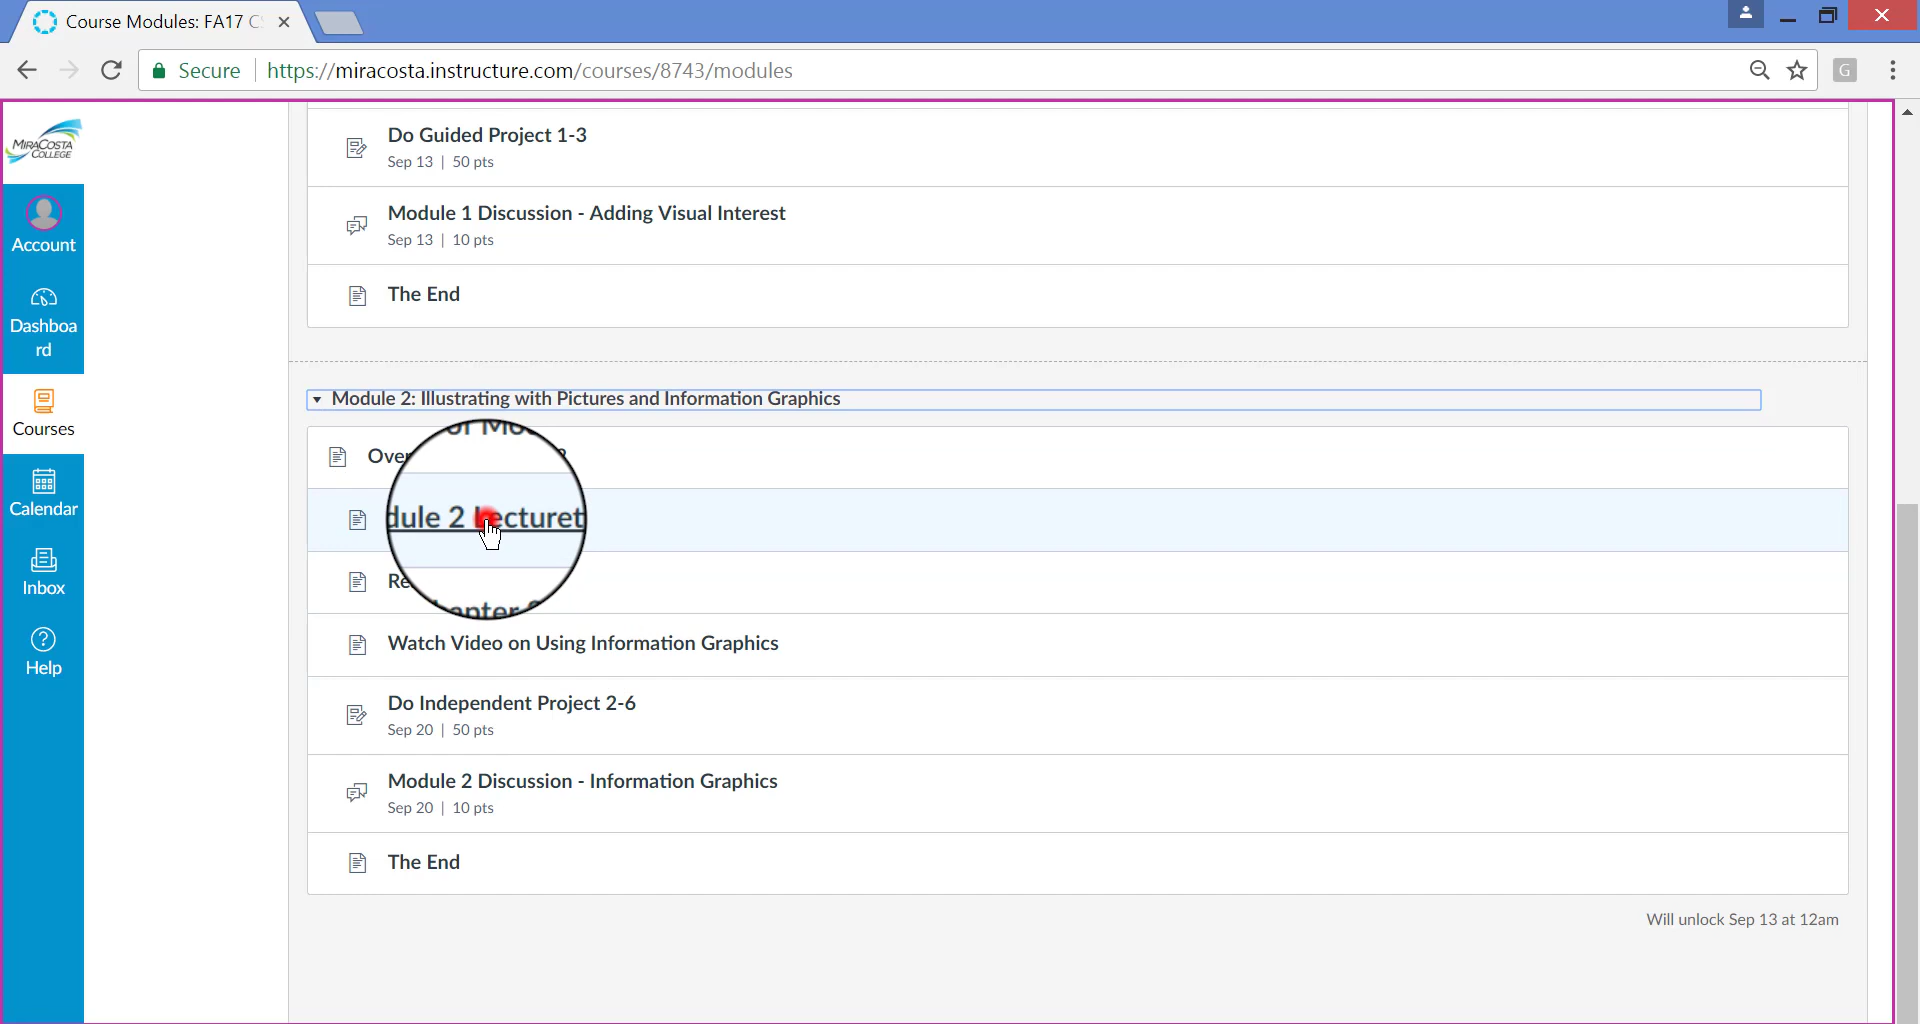 Course Modules: FA17 C
Secure
https://miracosta.instructure.com/courses/8743/modules
G
MIRACOSTA
COLLEGE
Account
Dashboa
rd
Courses
Calendar
Inbox
Help
Do Guided Project 1-3
Sep 13 | 50 pts
Module 1 Discussion - Adding Visual Interest
Sep 13 | 10 pts
The End
Module 2: Illustrating with Pictures and Information Graphics
Over
dule 2 Lecturet
Re
Watch Video on Using Information Graphics
Do Independent Project 2-6
Sep 20 | 50 pts
Module 2 Discussion - Information Graphics
Sep 20 | 10 pts
The End
Will unlock Sep 13 at 12am